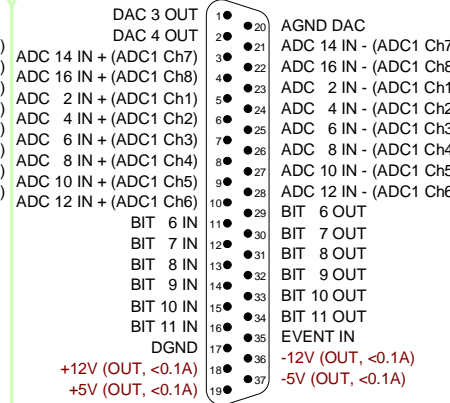 DAC 3 OUT 1
DAC 4 OUT 2
ADC 14 IN + (ADC1 Ch7) 3
ADC 16 IN + (ADC1 Ch8) 4
ADC 2 IN + (ADC1 Ch1) 5
ADC 4 IN + (ADC1 Ch2) 6
ADC 6 IN + (ADC1 Ch3) 7
ADC 8 IN + (ADC1 Ch4) 8
ADC 10 IN + (ADC1 Ch5) 9
ADC 12 IN + (ADC1 Ch6) 10
BIT 6 IN 11
BIT 7 IN 12
BIT 8 IN 13
BIT 9 IN 14
BIT 10 IN 15
BIT 11 IN 16
DGND 17
+12V (OUT, <0.1A) 18
+5V (OUT, <0.1A) 19
20 AGND DAC
21 ADC 14 IN - (ADC1 Ch7
22 ADC 16 IN - (ADC1 Ch8
23 ADC 2 IN - (ADC1 Ch1
24 ADC 4 IN - (ADC1 Ch2
25 ADC 6 IN - (ADC1 Ch3
26 ADC 8 IN - (ADC1 Ch4
27 ADC 10 IN - (ADC1 Ch5
28 ADC 12 IN - (ADC1 Ch6
29 BIT 6 OUT
30 BIT 7 OUT
31 BIT 8 OUT
32 BIT 9 OUT
33 BIT 10 OUT
34 BIT 11 OUT
35 EVENT IN
36 -12V (OUT, <0.1A)
37 -5V (OUT, <0.1A)